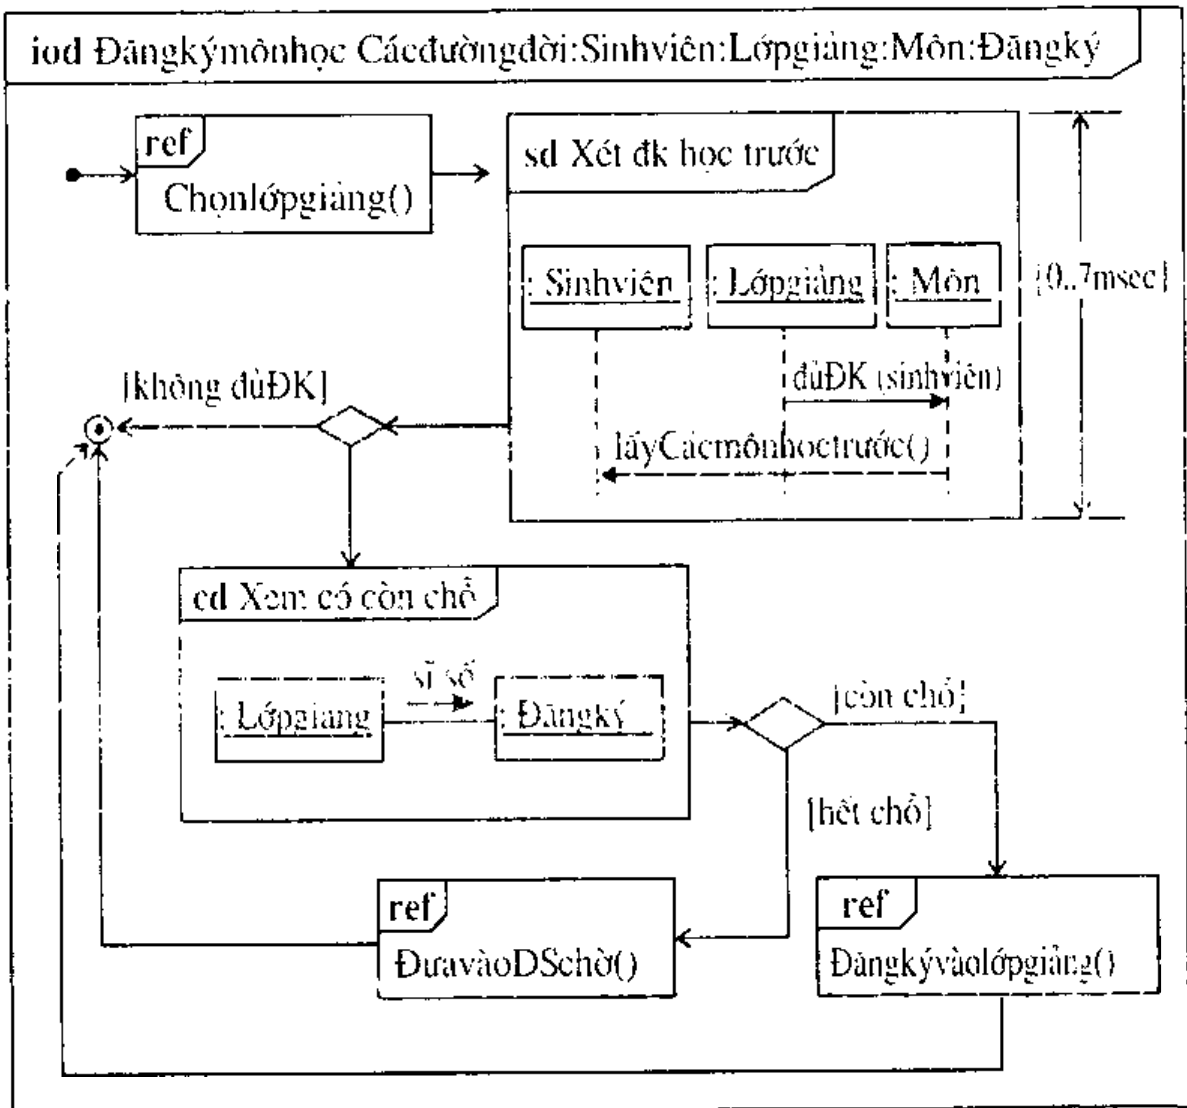 iod Đăngkýmônhọc Cácđườngđời:Sinhviên:Lớpgiảng:Môn:Đăngký
ref
Chọnlớpgiảng()
sd Xét đk học trước
: Sinhviên
: Lớpgiảng
: Môn
[0..7msec]
đủĐK (sinhviên)
[không đủĐK]
lấyCácmônhọctrước()
cd Xem có còn chỗ
sĩ số
: Lớpgiảng
: Đăngký
[còn chỗ]
[hết chỗ]
ref
ĐưavàoDSchờ()
ref
Đăngkývàolớpgiảng()